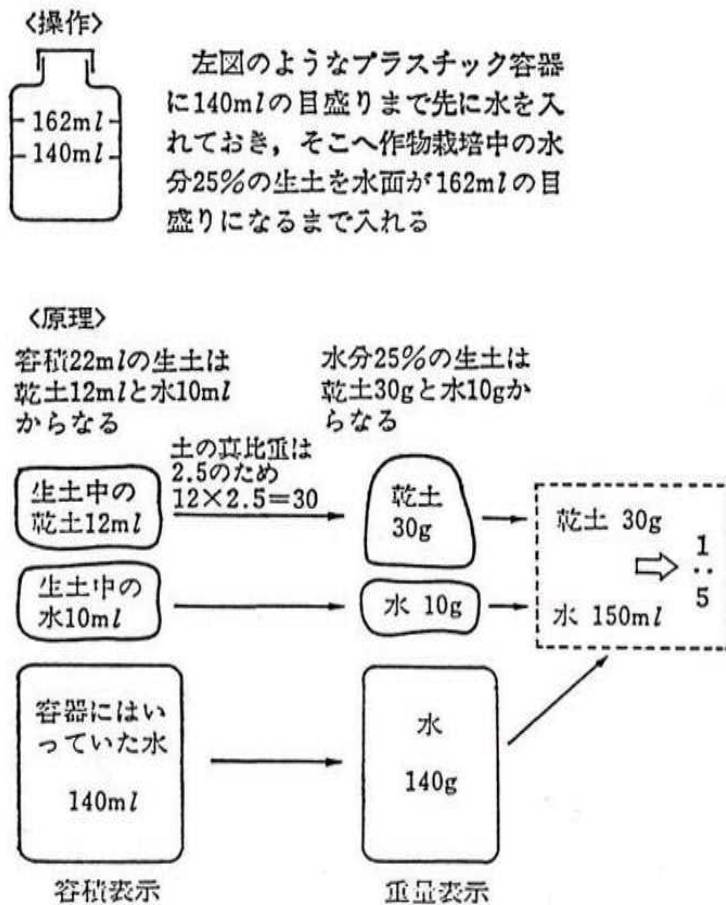 〈操作〉
162ml
140ml
左図のようなプラスチック容器
に140mlの目盛りまで先に水を入
れておき，そこへ作物栽培中の水
分25％の生土を水面が162mlの目
盛りになるまで入れる
〈原理〉
容積22mlの生土は
乾土12mlと水10ml
からなる
水分25％の生土は
乾土30gと水10gか
らなる
土の真比重は
2.5のため
12×2.5＝30
生土中の
乾土12ml
乾土
30g
乾土 30g
1
:
5
生土中の
水10ml
水 10g
水 150ml
容器にはい
っていた水
140ml
水
140g
容積表示
重量表示